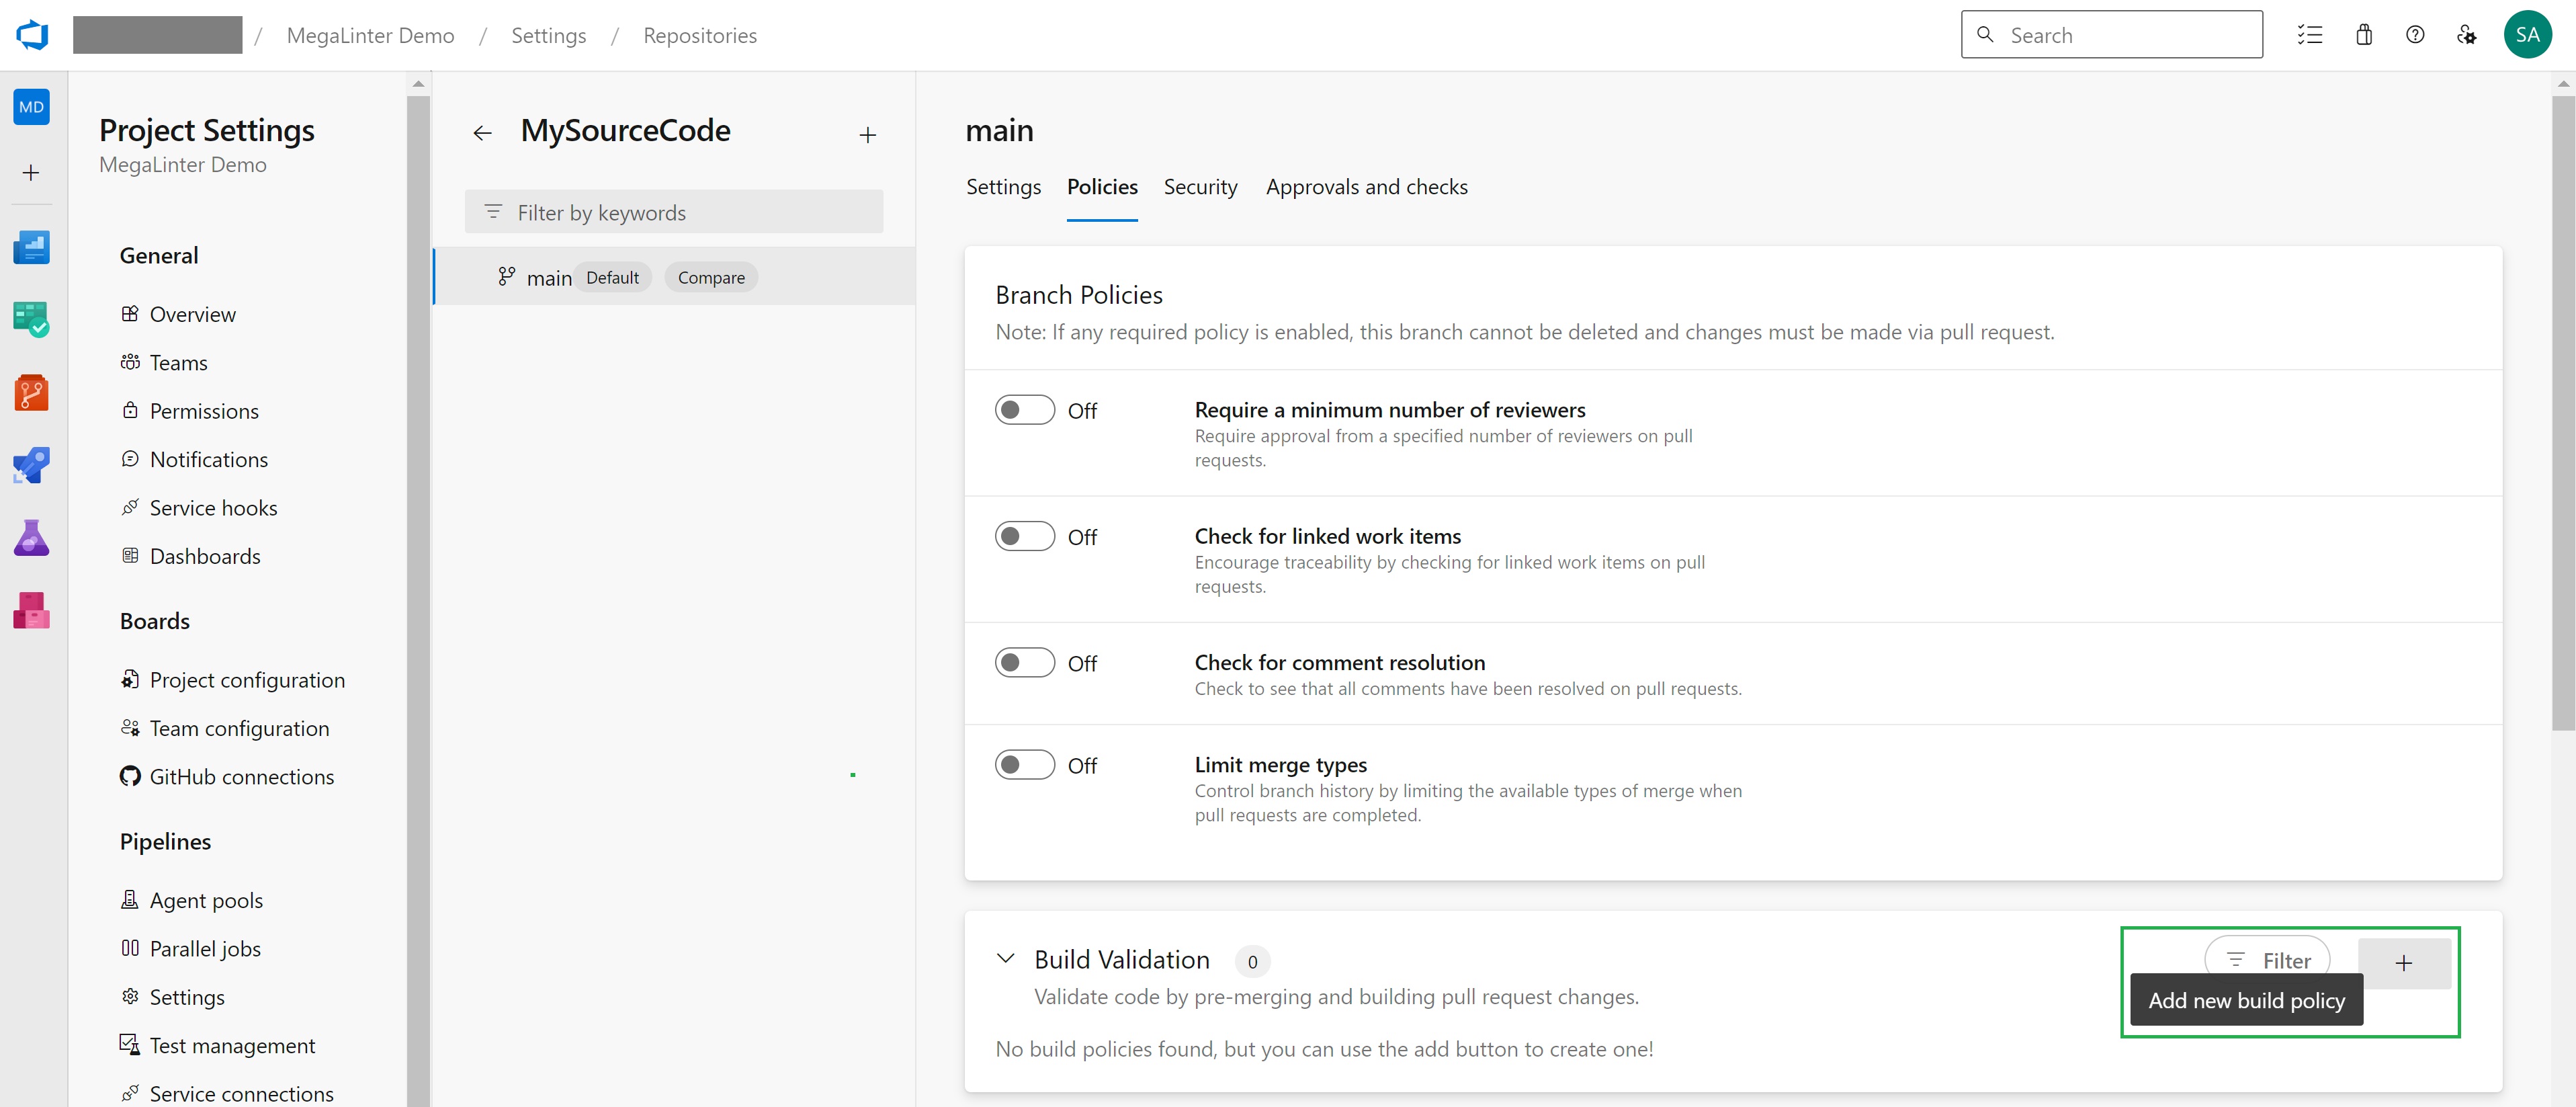 / MegaLinter Demo / Settings / Repositories
Search
SA
MD
Project Settings
MegaLinter Demo
General
Overview
Teams
Permissions
Notifications
Service hooks
Dashboards
Boards
Project configuration
Team configuration
GitHub connections
Pipelines
Agent pools
Parallel jobs
Settings
Test management
Service connections
MySourceCode
Filter by keywords
main Default Compare
main
Settings Policies Security Approvals and checks
Branch Policies
Note: If any required policy is enabled, this branch cannot be deleted and changes must be made via pull request.
Off
Require a minimum number of reviewers
Require approval from a specified number of reviewers on pull
requests.
Off
Check for linked work items
Encourage traceability by checking for linked work items on pull
requests.
Off
Check for comment resolution
Check to see that all comments have been resolved on pull requests.
Off
Limit merge types
Control branch history by limiting the available types of merge when
pull requests are completed.
Build Validation 0
Validate code by pre-merging and building pull request changes.
Filter
Add new build policy
No build policies found, but you can use the add button to create one!